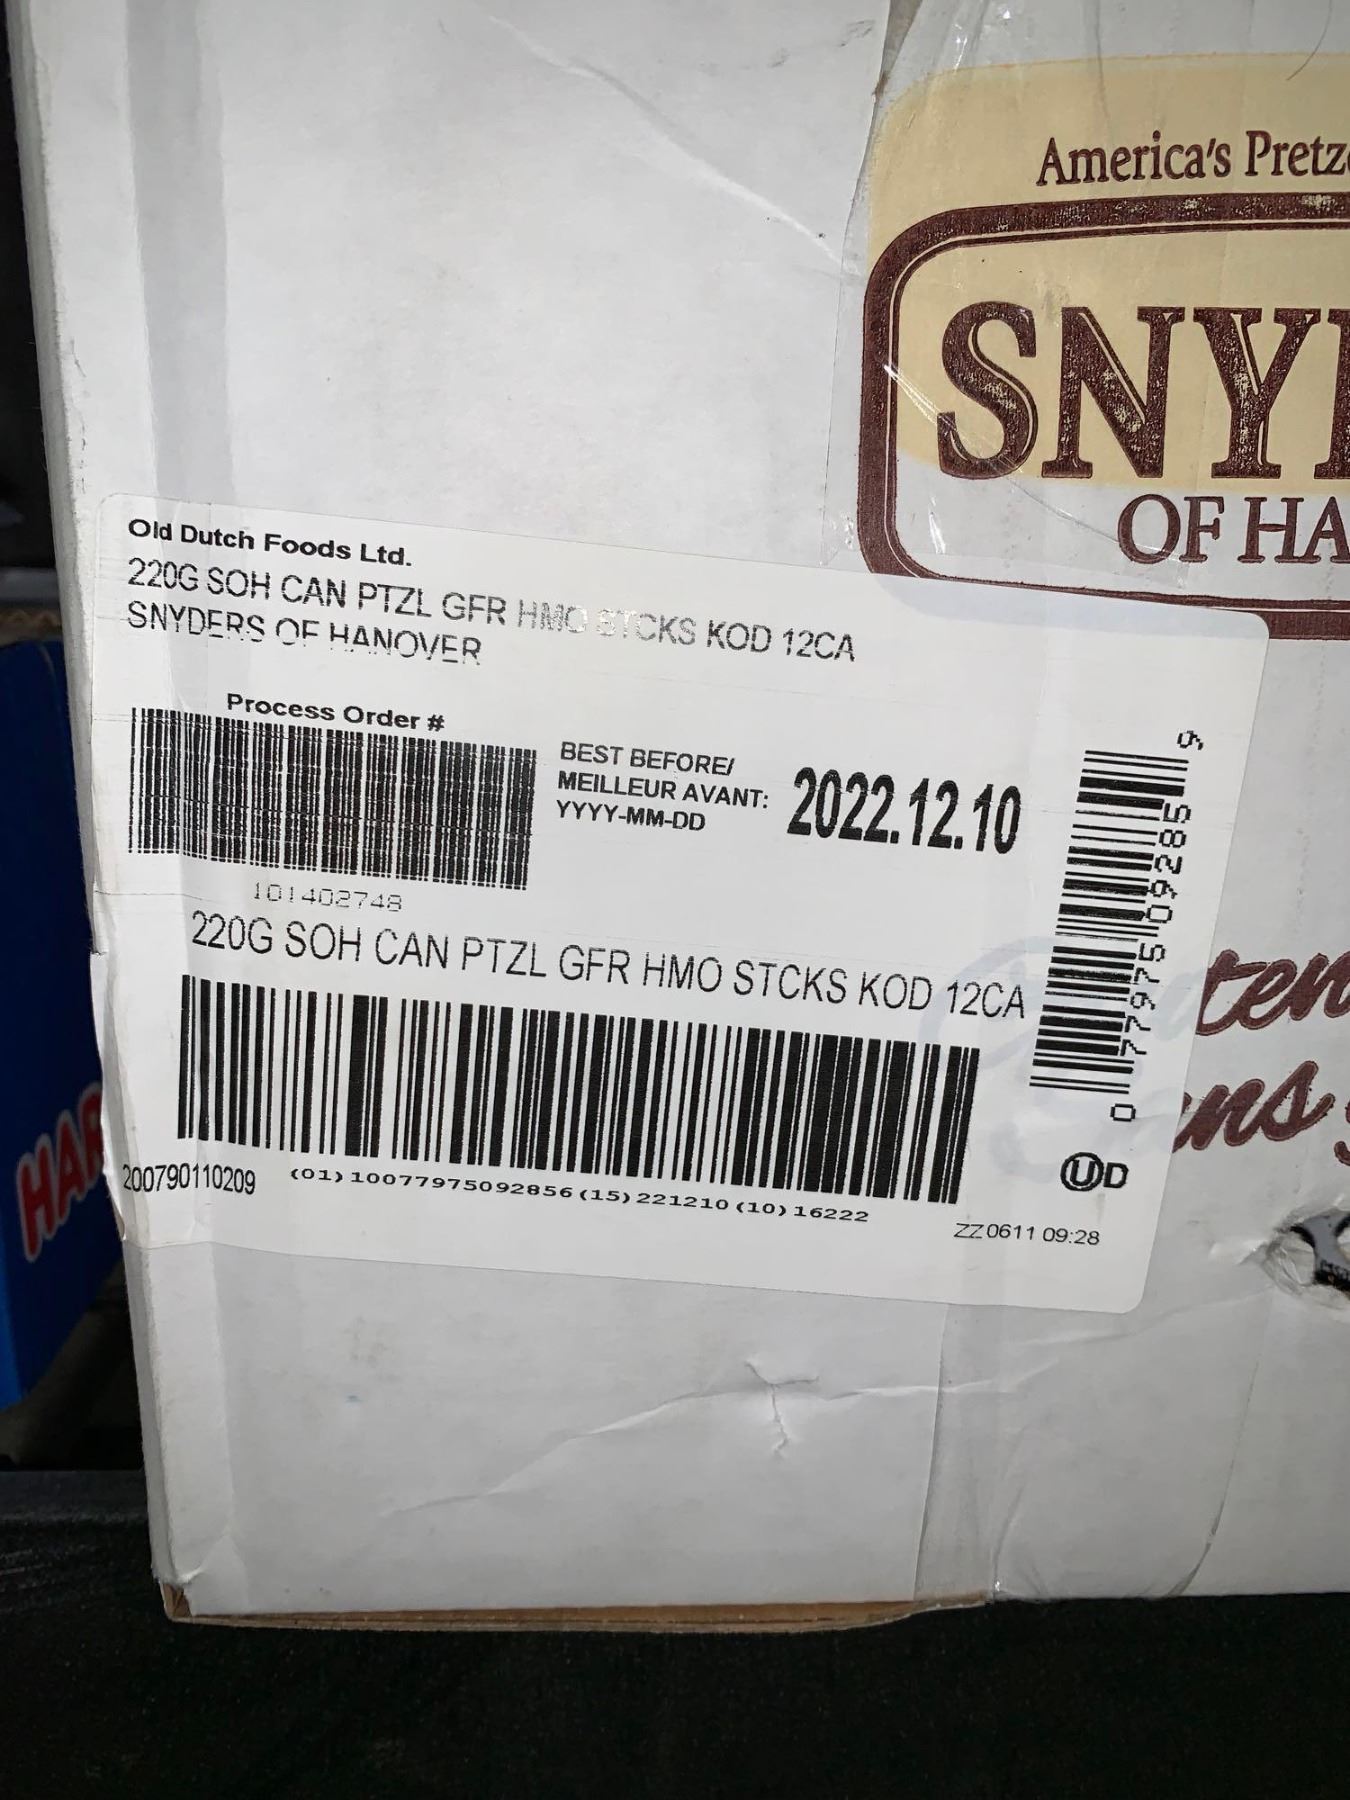 America's Pretz
SNY
OF HA
Old Dutch Foods Ltd.
220G SOH CAN PTZL GFR HMO STCKS KOD 12CA
SNYDERS OF HANOVER
Process Order #
101402748
BEST BEFORE/
MEILLEUR AVANT:
YYYY-MM-DD
2022.12.10
0 77975 09285 9
220G SOH CAN PTZL GFR HMO STCKS KOD 12CA
200790110209
(01)10077975092856(15)221210(10)16222
UD
ZZ0611 09:28
HAR